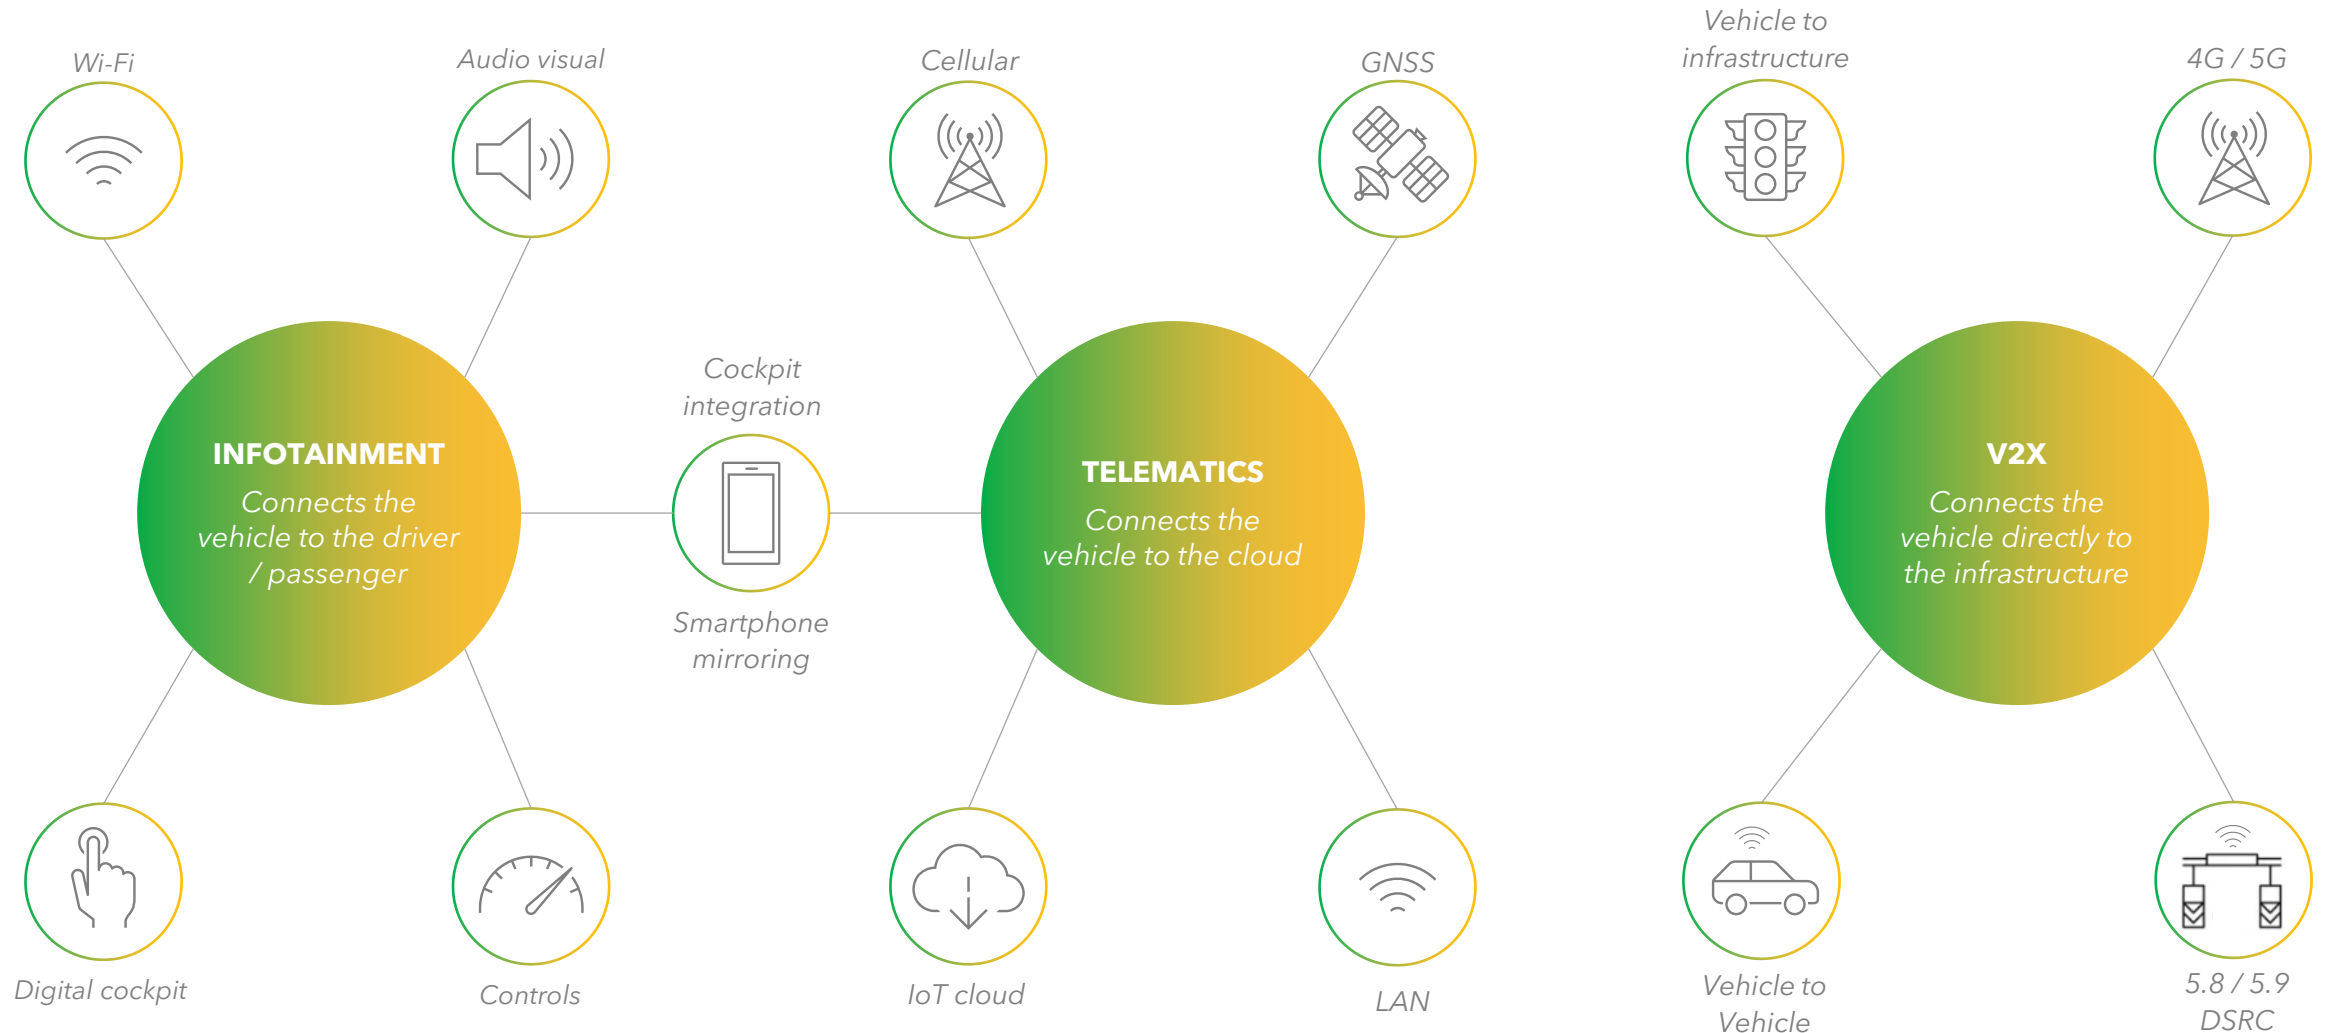 Wi-Fi
Audio visual
Cellular
GNSS
Vehicle to
infrastructure
4G / 5G
INFOTAINMENT
Connects the
vehicle to the driver
/ passenger
Cockpit
integration
Smartphone
mirroring
TELEMATICS
Connects the
vehicle to the cloud
V2X
Connects the
vehicle directly to
the infrastructure
Digital cockpit
Controls
IoT cloud
LAN
Vehicle to
Vehicle
5.8 / 5.9
DSRC